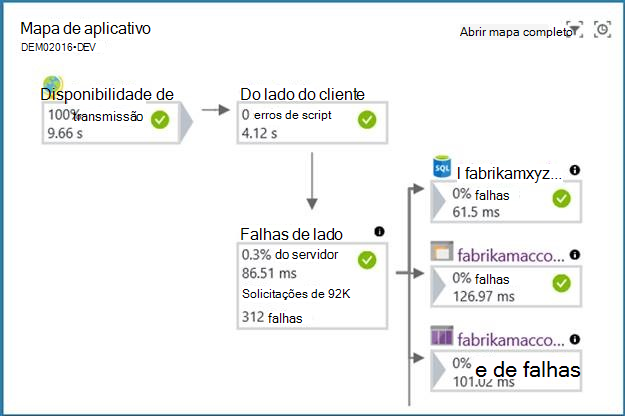 Mapa de aplicativo
DEM02016•DEV
Abrir mapa completo
Disponibilidade de
100% transmissão
9.66 s
Do lado do cliente
0 erros de script
4.12 s
Falhas de lado
0.3% do servidor
86.51 ms
Solicitações de 92K
312 falhas
SQL
l fabrikamxyz...
0% falhas
61.5 ms
fabrikamacco...
0% falhas
126.97 ms
fabrikamacco...
0% e de falhas
101.02 ms